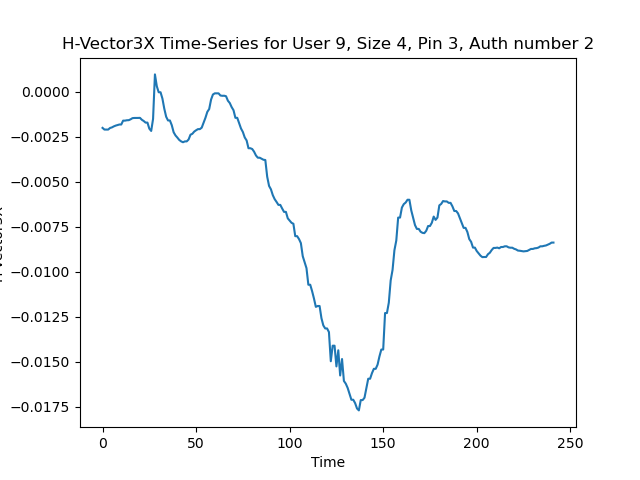 H-Vector3X Time-Series for User 9, Size 4, Pin 3, Auth number 2
0.0000
−0.0025
−0.0050
−0.0075
−0.0100
−0.0125
−0.0150
−0.0175
0 50 100 150 200 250
Time